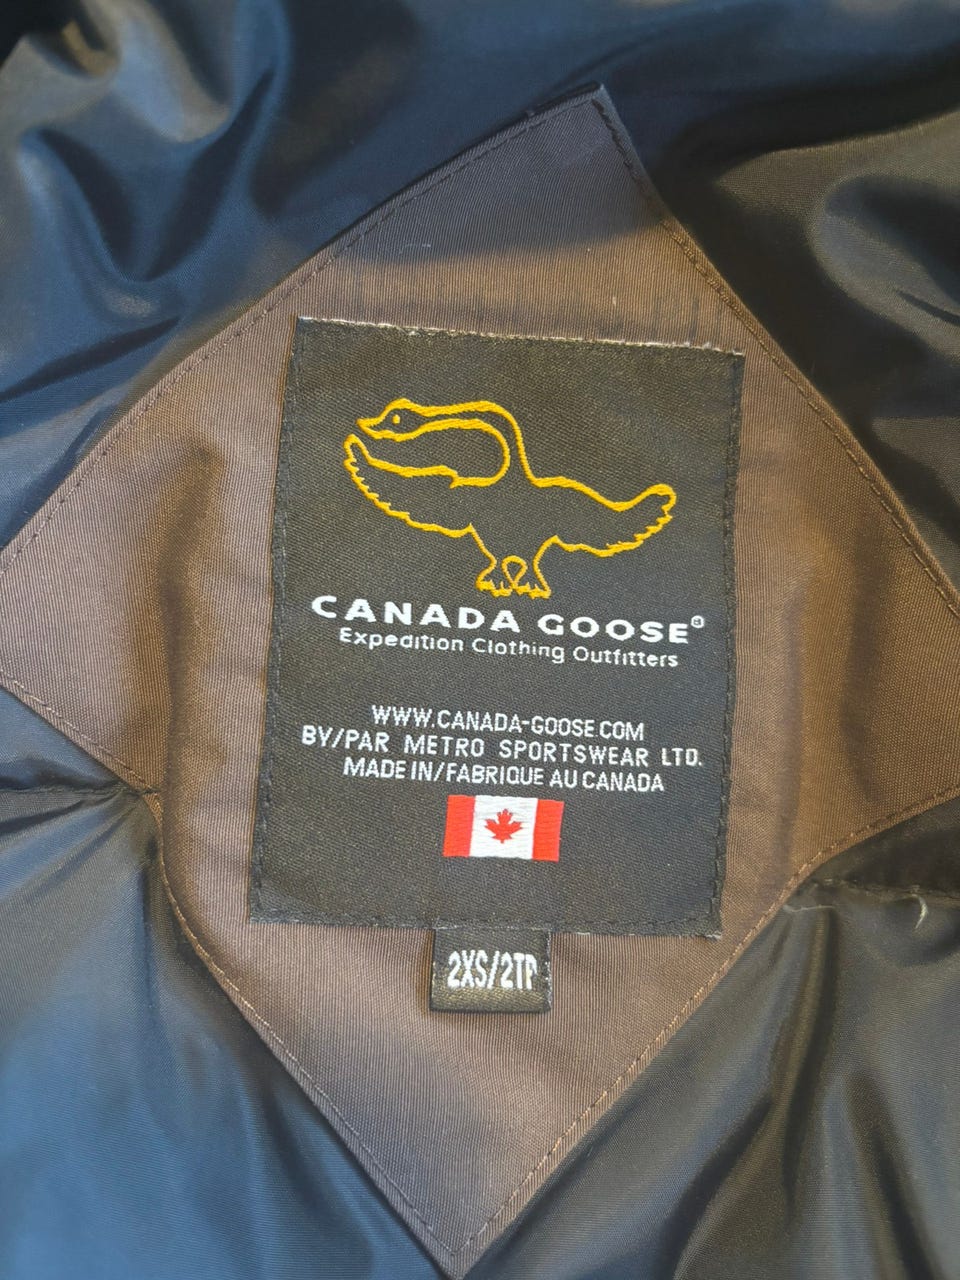 CANADA GOOSE®
Expedition Clothing Outfitters
WWW.CANADA-GOOSE.COM
BY/PAR METRO SPORTSWEAR LTD.
MADE IN/FABRIQUE AU CANADA
2XS/2TP